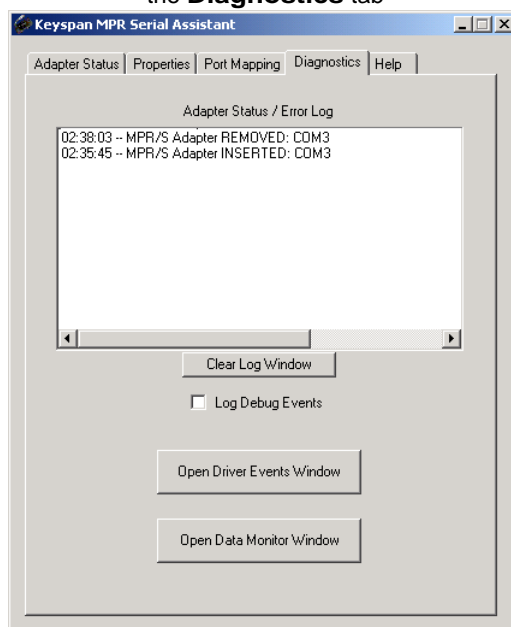 the Diagnostics tab
Keyspan MPR Serial Assistant
Adapter Status Properties Port Mapping Diagnostics Help
Adapter Status / Error Log
02:38:03 -- MPR/S Adapter REMOVED: COM3
02:35:45 -- MPR/S Adapter INSERTED: COM3
Clear Log Window
Log Debug Events
Open Driver Events Window
Open Data Monitor Window